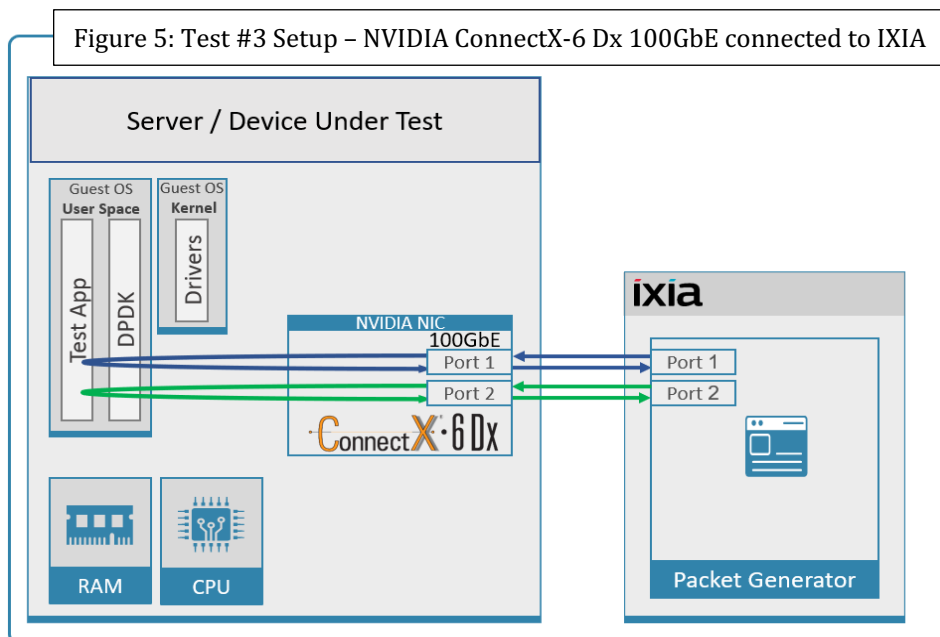 Figure 5: Test #3 Setup – NVIDIA ConnectX-6 Dx 100GbE connected to IXIA
Server / Device Under Test
Guest OS
User Space
Test App
DPDK
Guest OS
Kernel
Drivers
NVIDIA NIC
100GbE
Port 1
Port 2
ConnectX·6 Dx
RAM
CPU
ixia
Port 1
Port 2
Packet Generator